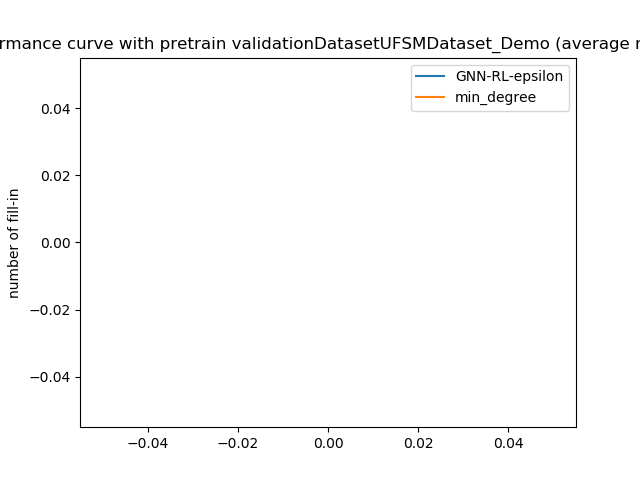 rmance curve with pretrain validationDatasetUFSMDataset_Demo (average
GNN-RL-epsilon
min_degree
number of fill-in
0.04
0.02
0.00
−0.02
−0.04
−0.04
−0.02
0.00
0.02
0.04